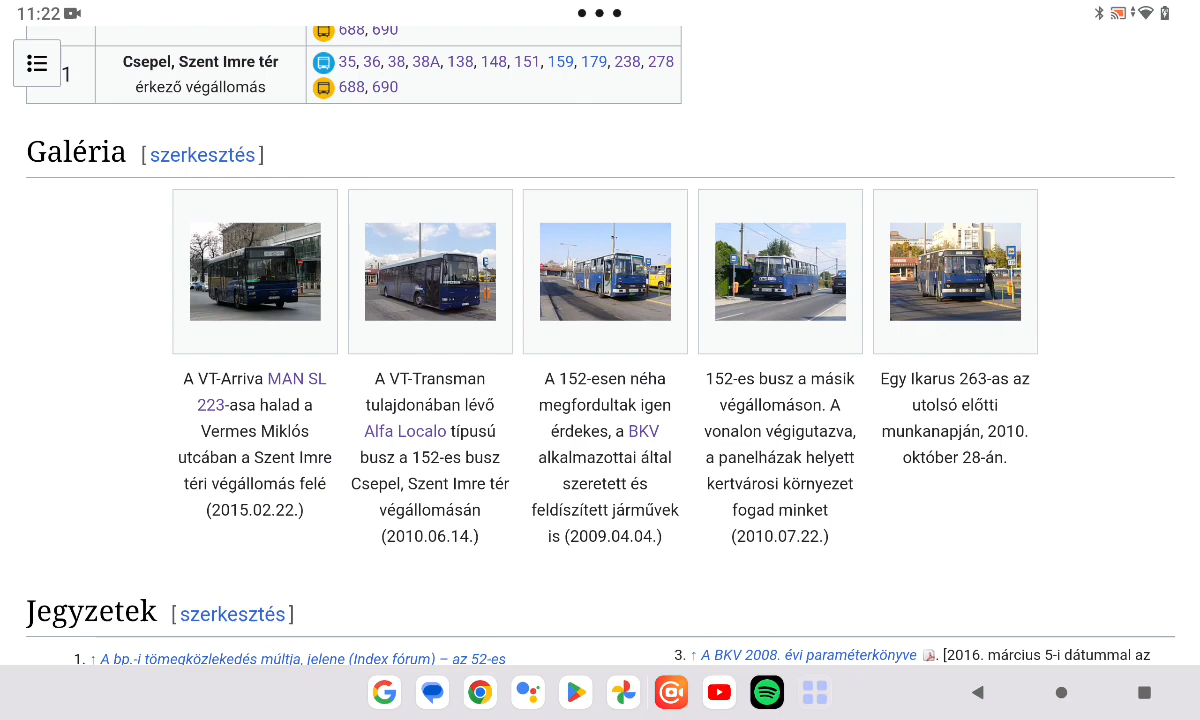 11:22
688, 690
1
Csepel, Szent Imre tér
érkező végállomás
35, 36, 38, 38A, 138, 148, 151, 159, 179, 238, 278
688, 690
Galéria [ szerkesztés ]
A VT-Arriva MAN SL
223-asa halad a
Vermes Miklós
utcában a Szent Imre
téri végállomás felé
(2015.02.22.)
A VT-Transman
tulajdonában lévő
Alfa Localo típusú
busz a 152-es busz
Csepel, Szent Imre tér
végállomásán
(2010.06.14.)
A 152-esen néha
megfordultak igen
érdekes, a BKV
alkalmazottai által
szeretett és
feldíszített járművek
is (2009.04.04.)
152-es busz a másik
végállomáson. A
vonalon végigutazva,
a panelházak helyett
kertvárosi környezet
fogad minket
(2010.07.22.)
Egy Ikarus 263-as az
utolsó előtti
munkanapján, 2010.
október 28-án.
Jegyzetek [ szerkesztés ]
1. ↑ A bp.-i tömegközlekedés múltja, jelene (Index fórum) – az 52-es
3. ↑ A BKV 2008. évi paraméterkönyve . [2016. március 5-i dátummal az